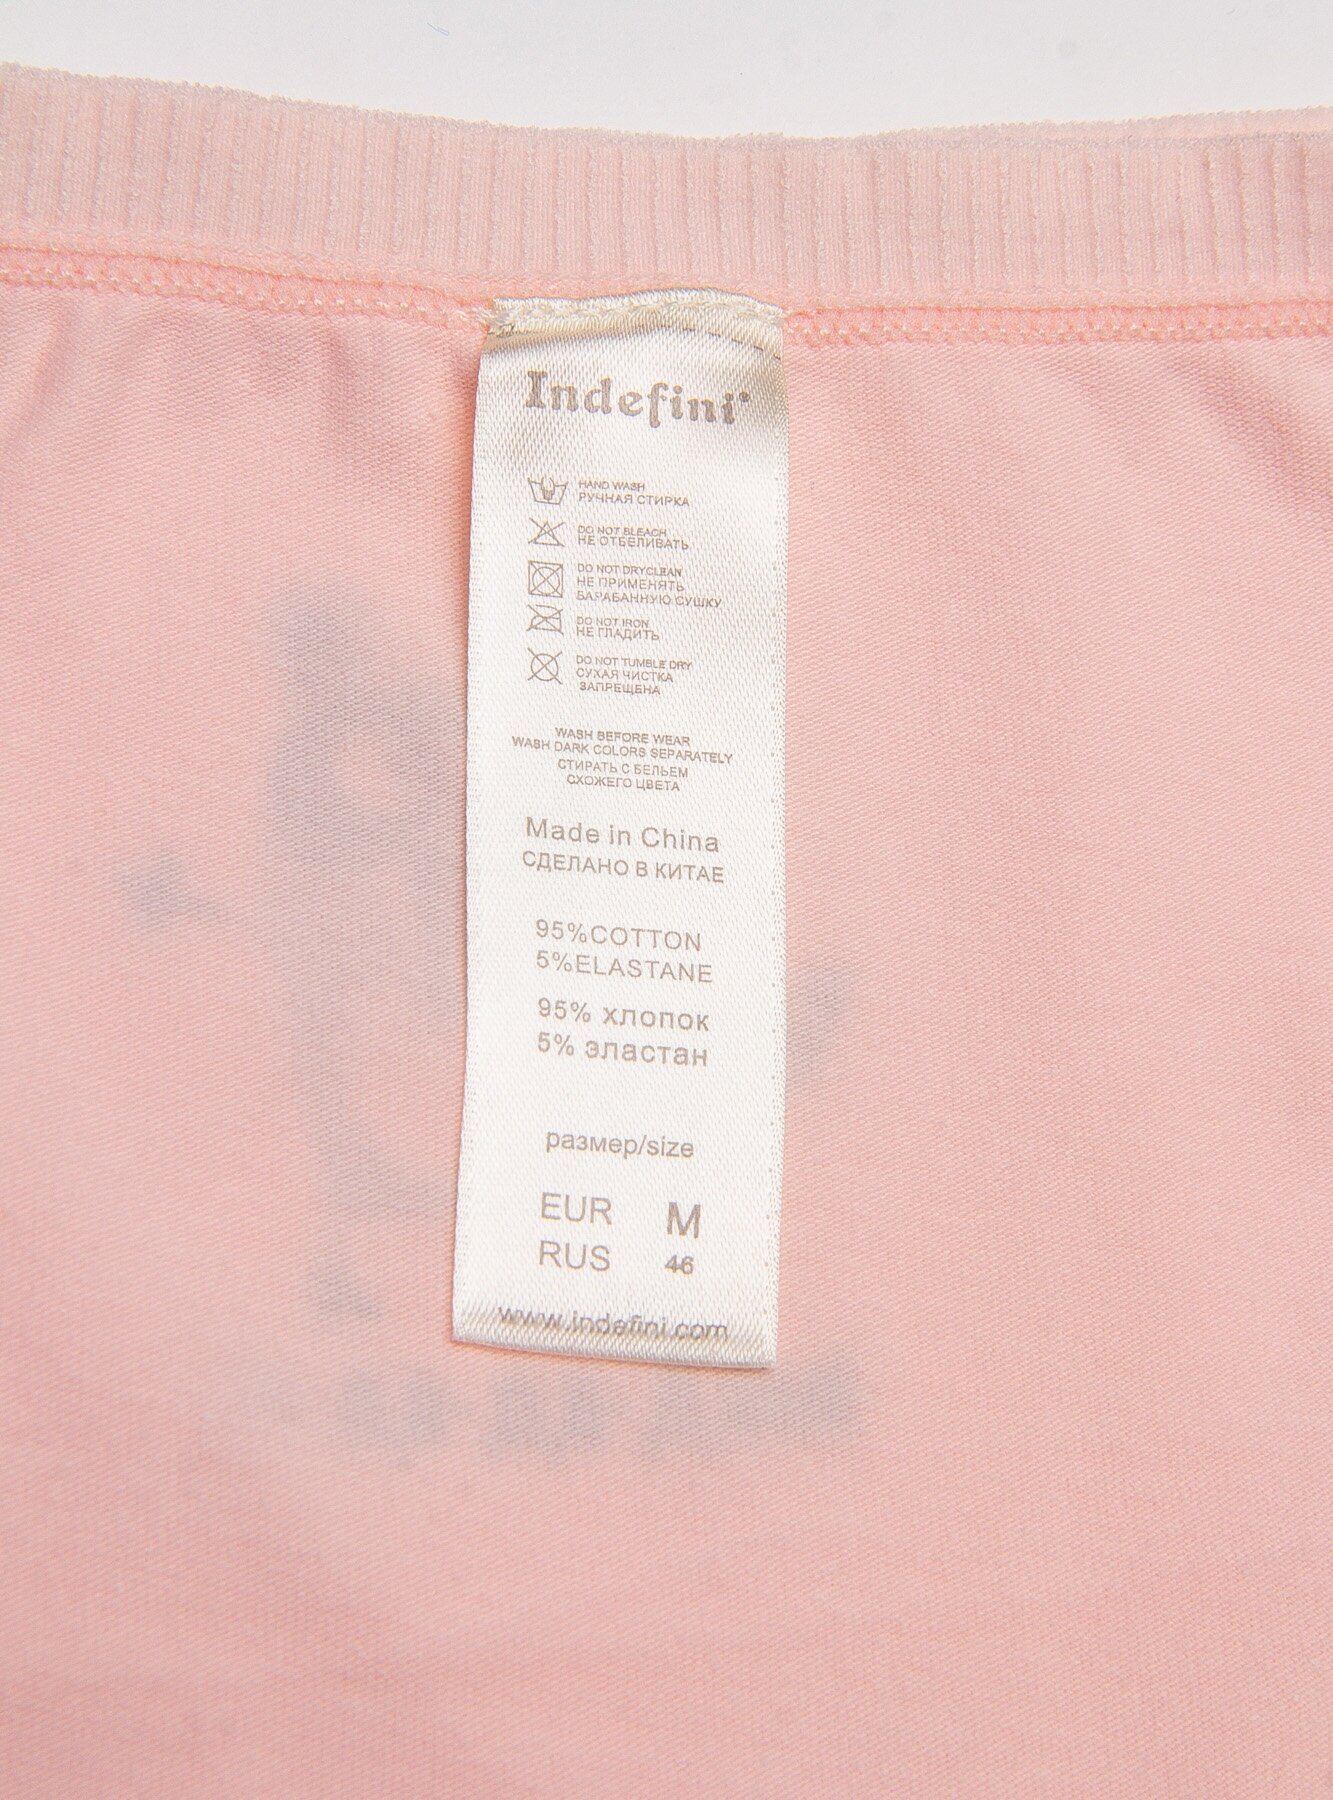 Indefini
HAND WASH
РУЧНАЯ СТИРКА
DO NOT BLEACH
НЕ ОТБЕЛИВАТЬ
DO NOT DRYCLEAN
НЕ ПРИМЕНЯТЬ
БАРАБАННУЮ СУШКУ
DO NOT IRON
НЕ ГЛАДИТЬ
DO NOT TUMBLE DRY
СУХАЯ ЧИСТКА
ЗАПРЕЩЕНА
WASH BEFORE WEAR
WASH DARK COLORS SEPARATELY
СТИРАТЬ С БЕЛЬЕМ
СХОЖЕГО ЦВЕТА
Made in China
СДЕЛАНО В КИТАЕ
95%COTTON
5%ELASTANE
95% хлопок
5% эластан
размер/size
EUR M
RUS 46
www.indefini.com